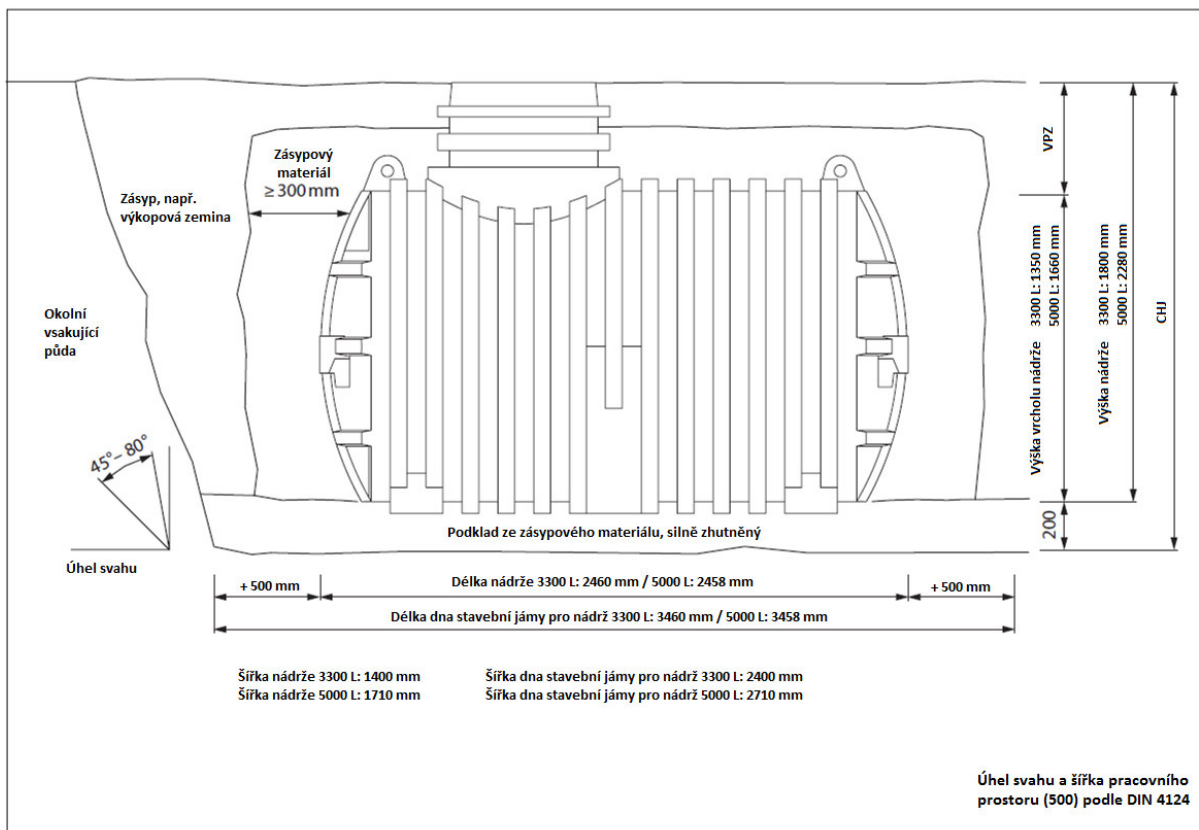 VPZ
Zásypový
materiál
≥ 300 mm
Zásyp, např.
výkopová zemina
Okolní
vsakující
půda
45°– 80°
Úhel svahu
Výška vrcholu nádrže 3300 L: 1350 mm
5000 L: 1660 mm
Výška nádrže 3300 L: 1800 mm
5000 L: 2280 mm
CHJ
200
Podklad ze zásypového materiálu, silně zhutněný
+ 500 mm
Délka nádrže 3300 L: 2460 mm / 5000 L: 2458 mm
+ 500 mm
Délka dna stavební jámy pro nádrž 3300 L: 3460 mm / 5000 L: 3458 mm
Šířka nádrže 3300 L: 1400 mm
Šířka dna stavební jámy pro nádrž 3300 L: 2400 mm
Šířka nádrže 5000 L: 1710 mm
Šířka dna stavební jámy pro nádrž 5000 L: 2710 mm
Úhel svahu a šířka pracovního
prostoru (500) podle DIN 4124